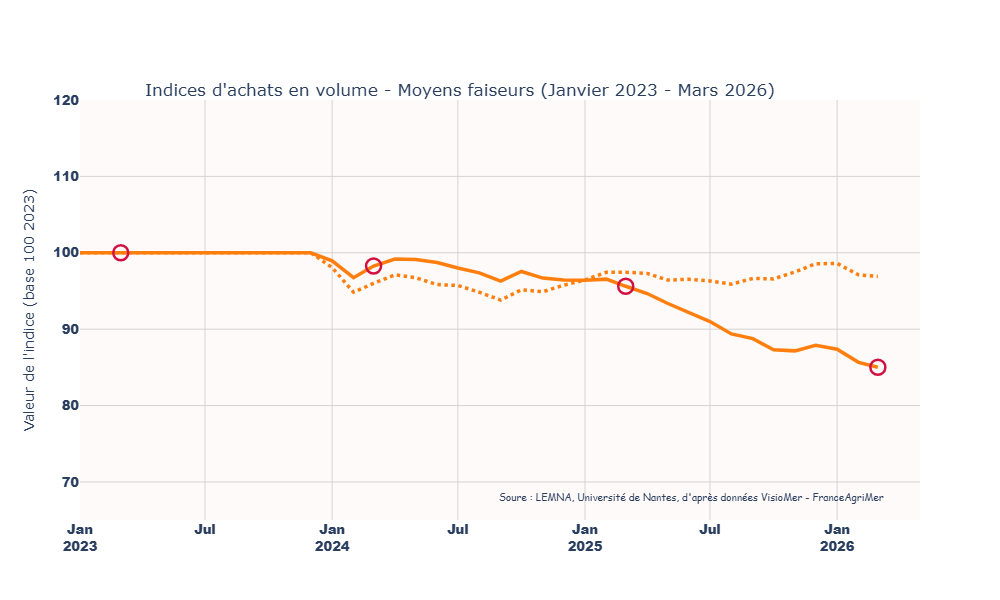 Indices d'achats en volume - Moyens faiseurs (Janvier 2023 - Mars 2026)
Valeur de l'indice (base 100 2023)
120
110
100
90
80
70
Soure : LEMNA, Université de Nantes, d'après données VisioMer - FranceAgriMer
Jan Jul Jan Jul Jan Jul Jan
2023 2024 2025 2026